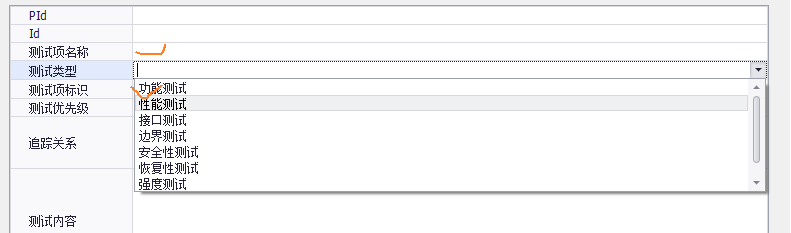 PId
Id
测试项名称
测试类型
功能测试
测试项标识
性能测试
测试优先级
接口测试
边界测试
追踪关系
安全性测试
恢复性测试
强度测试
测试内容